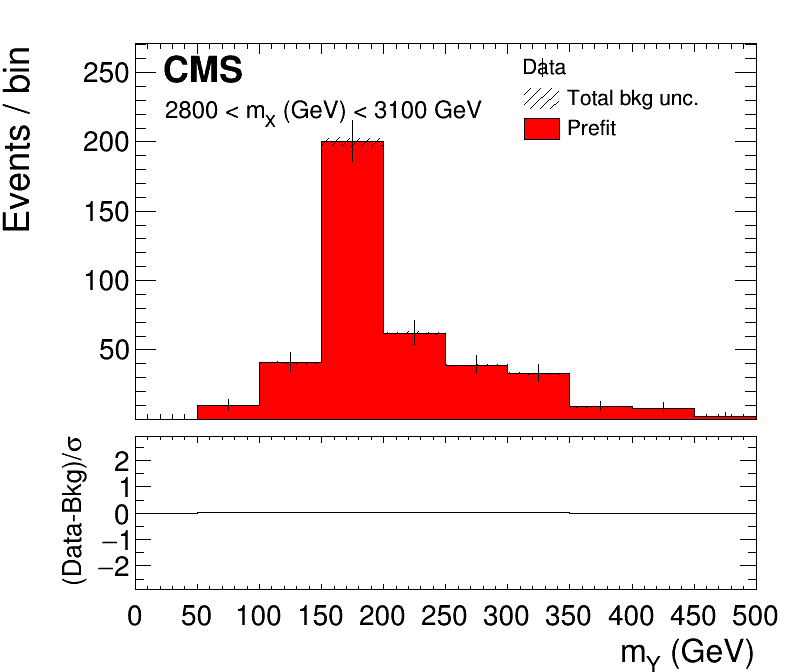 CMS
2800 < mX (GeV) < 3100 GeV
Data
Total bkg unc.
Prefit
Events / bin
250
200
150
100
50
(Data-Bkg)/σ
2
1
0
−1
−2
0 50 100 150 200 250 300 350 400 450 500
mY (GeV)